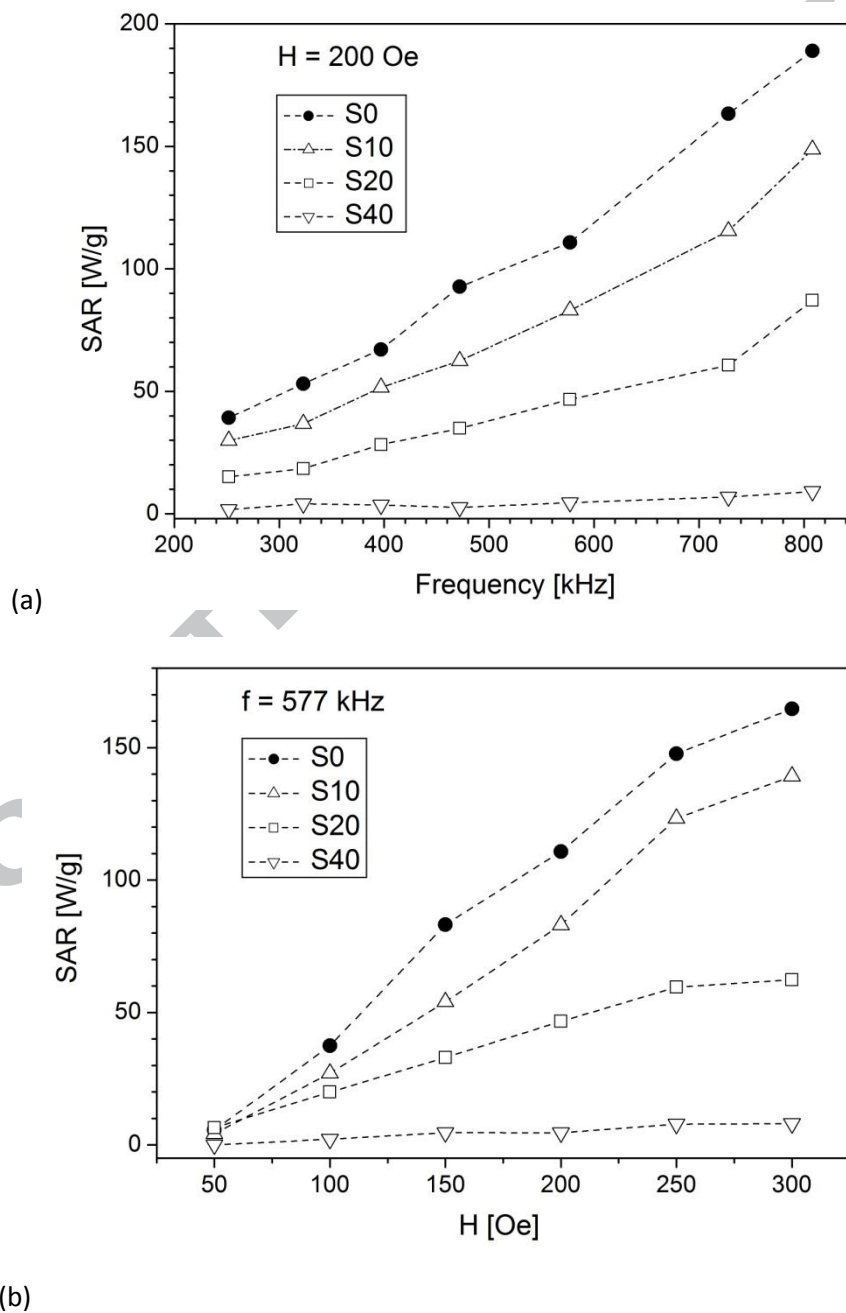 200
H = 200 Oe
S0
S10
S20
S40
150
100
50
0
SAR [W/g]
200 300 400 500 600 700 800
Frequency [kHz]
(a)
f = 577 kHz
S0
S10
S20
S40
150
100
50
0
SAR [W/g]
50 100 150 200 250 300
H [Oe]
(b)